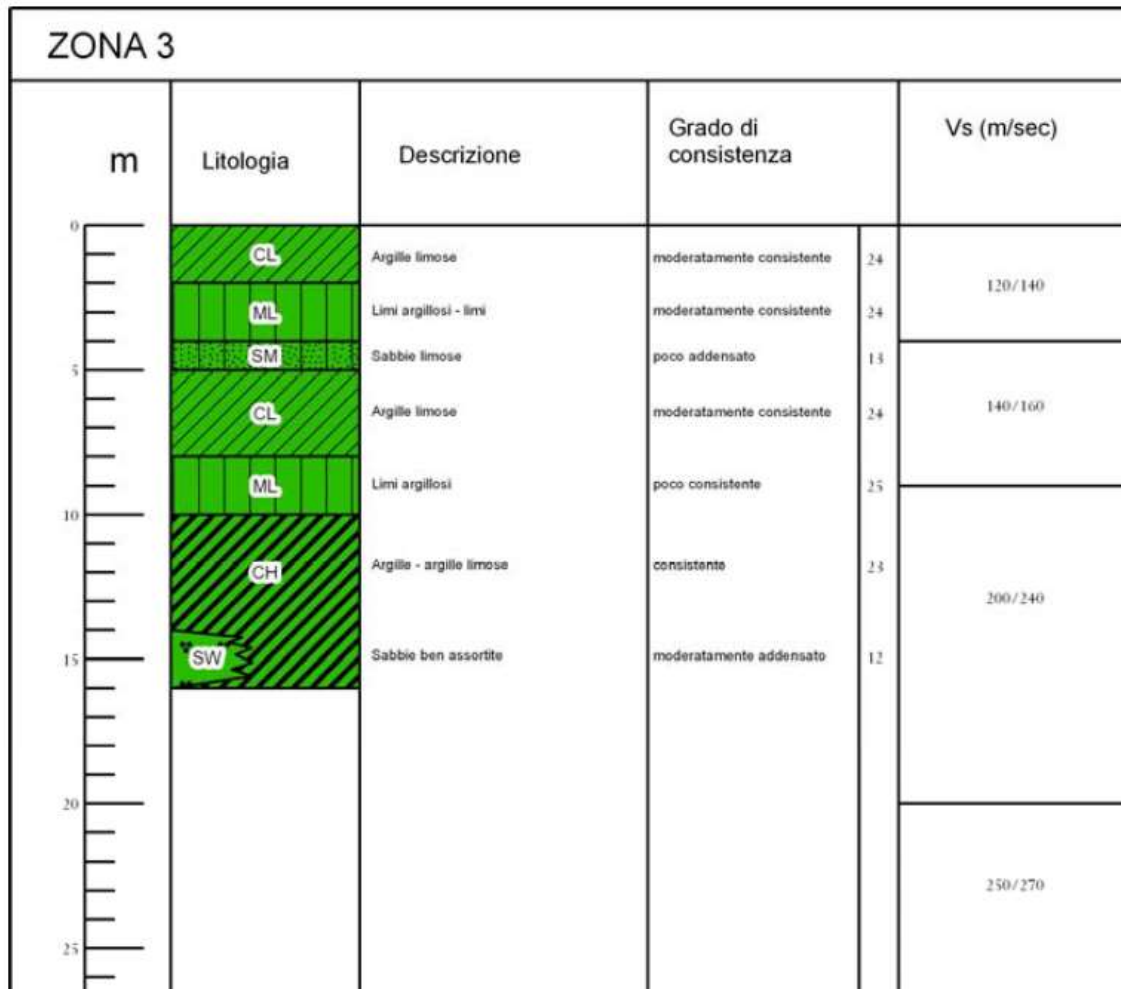 ZONA 3
m
Litologia
Descrizione
Grado di
consistenza
Vs (m/sec)
0
CL
Argille limose
moderatamente consistente
24
120/140
ML
Limi argillosi - limi
moderatamente consistente
24
SM
Sabbie limose
poco addensato
13
5
140/160
CL
Argille limose
moderatamente consistente
24
ML
Limi argillosi
poco consistente
25
10
CH
Argille - argille limose
consistente
23
200/240
15
SW
Sabbie ben assortite
moderatamente addensato
12
20
250/270
25